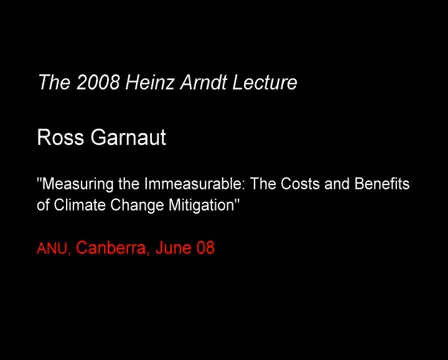 The 2008 Heinz Arndt Lecture
Ross Garnaut
"Measuring the Immeasurable: The Costs and Benefits
of Climate Change Mitigation"
ANU, Canberra, June 08